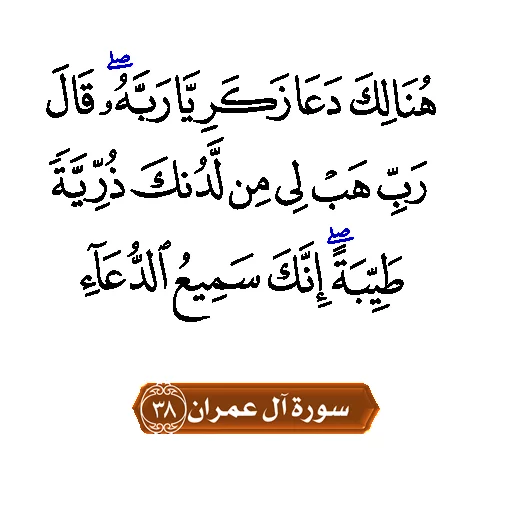 هُنَالِكَ دَعَا زَكَرِيَّا رَبَّهُۥ ۖ قَالَ
رَبِّ هَبْ لِى مِن لَّدُنكَ ذُرِّيَّةً
طَيِّبَةً ۖ إِنَّكَ سَمِيعُ ٱلدُّعَآءِ
سورة آل عمران ٣٨